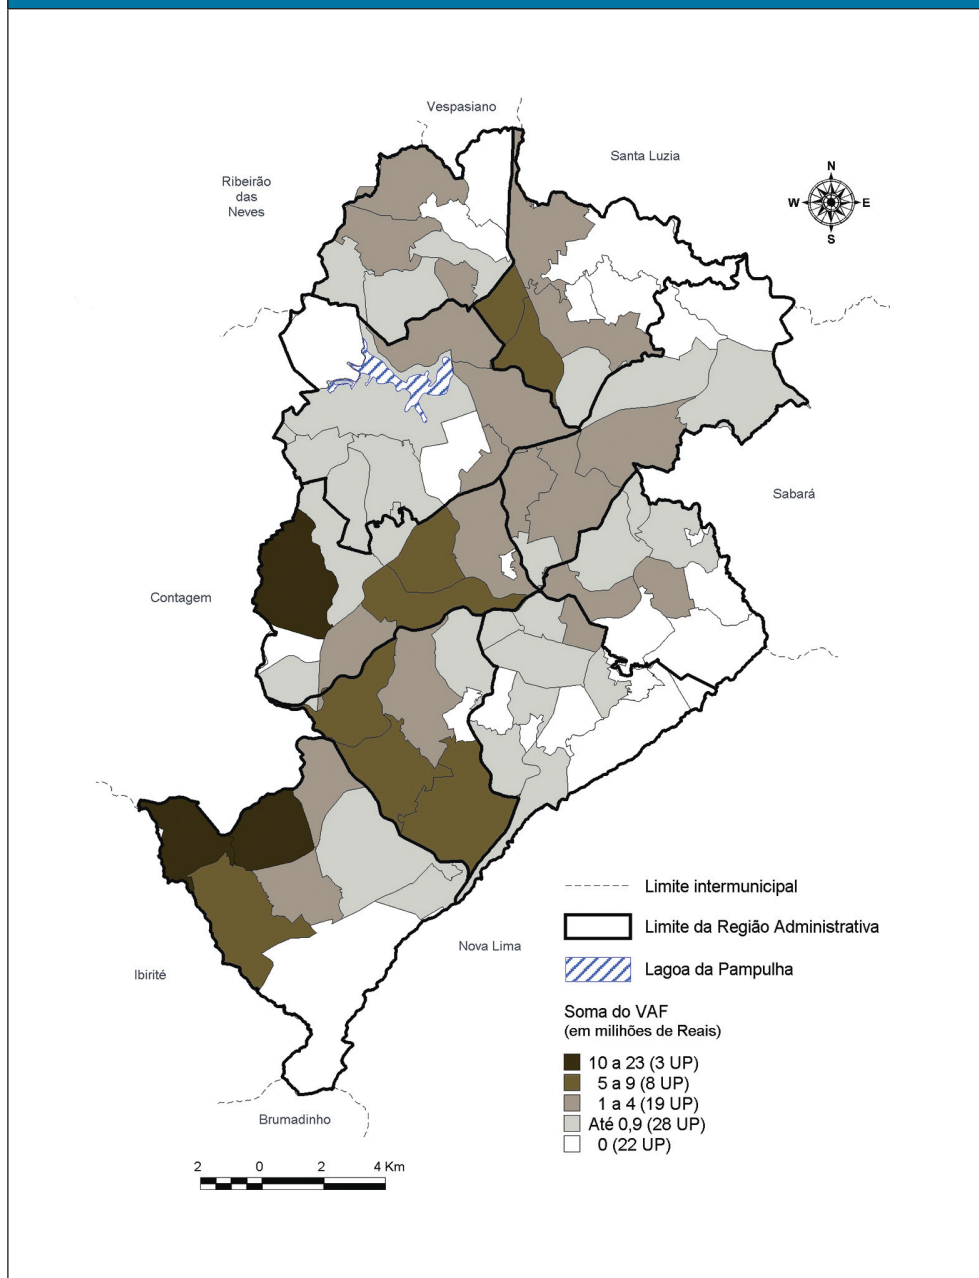 Vespasiano
Santa Luzia
Ribeirão
das
Neves
N
W
E
S
Sabará
Contagem
Limite intermunicipal
Limite da Região Administrativa
Nova Lima
Lagoa da Pampulha
Ibirité
Soma do VAF
(em milihões de Reais)
10 a 23 (3 UP)
5 a 9 (8 UP)
1 a 4 (19 UP)
Até 0,9 (28 UP)
0 (22 UP)
Brumadinho
2 0 2 4 Km